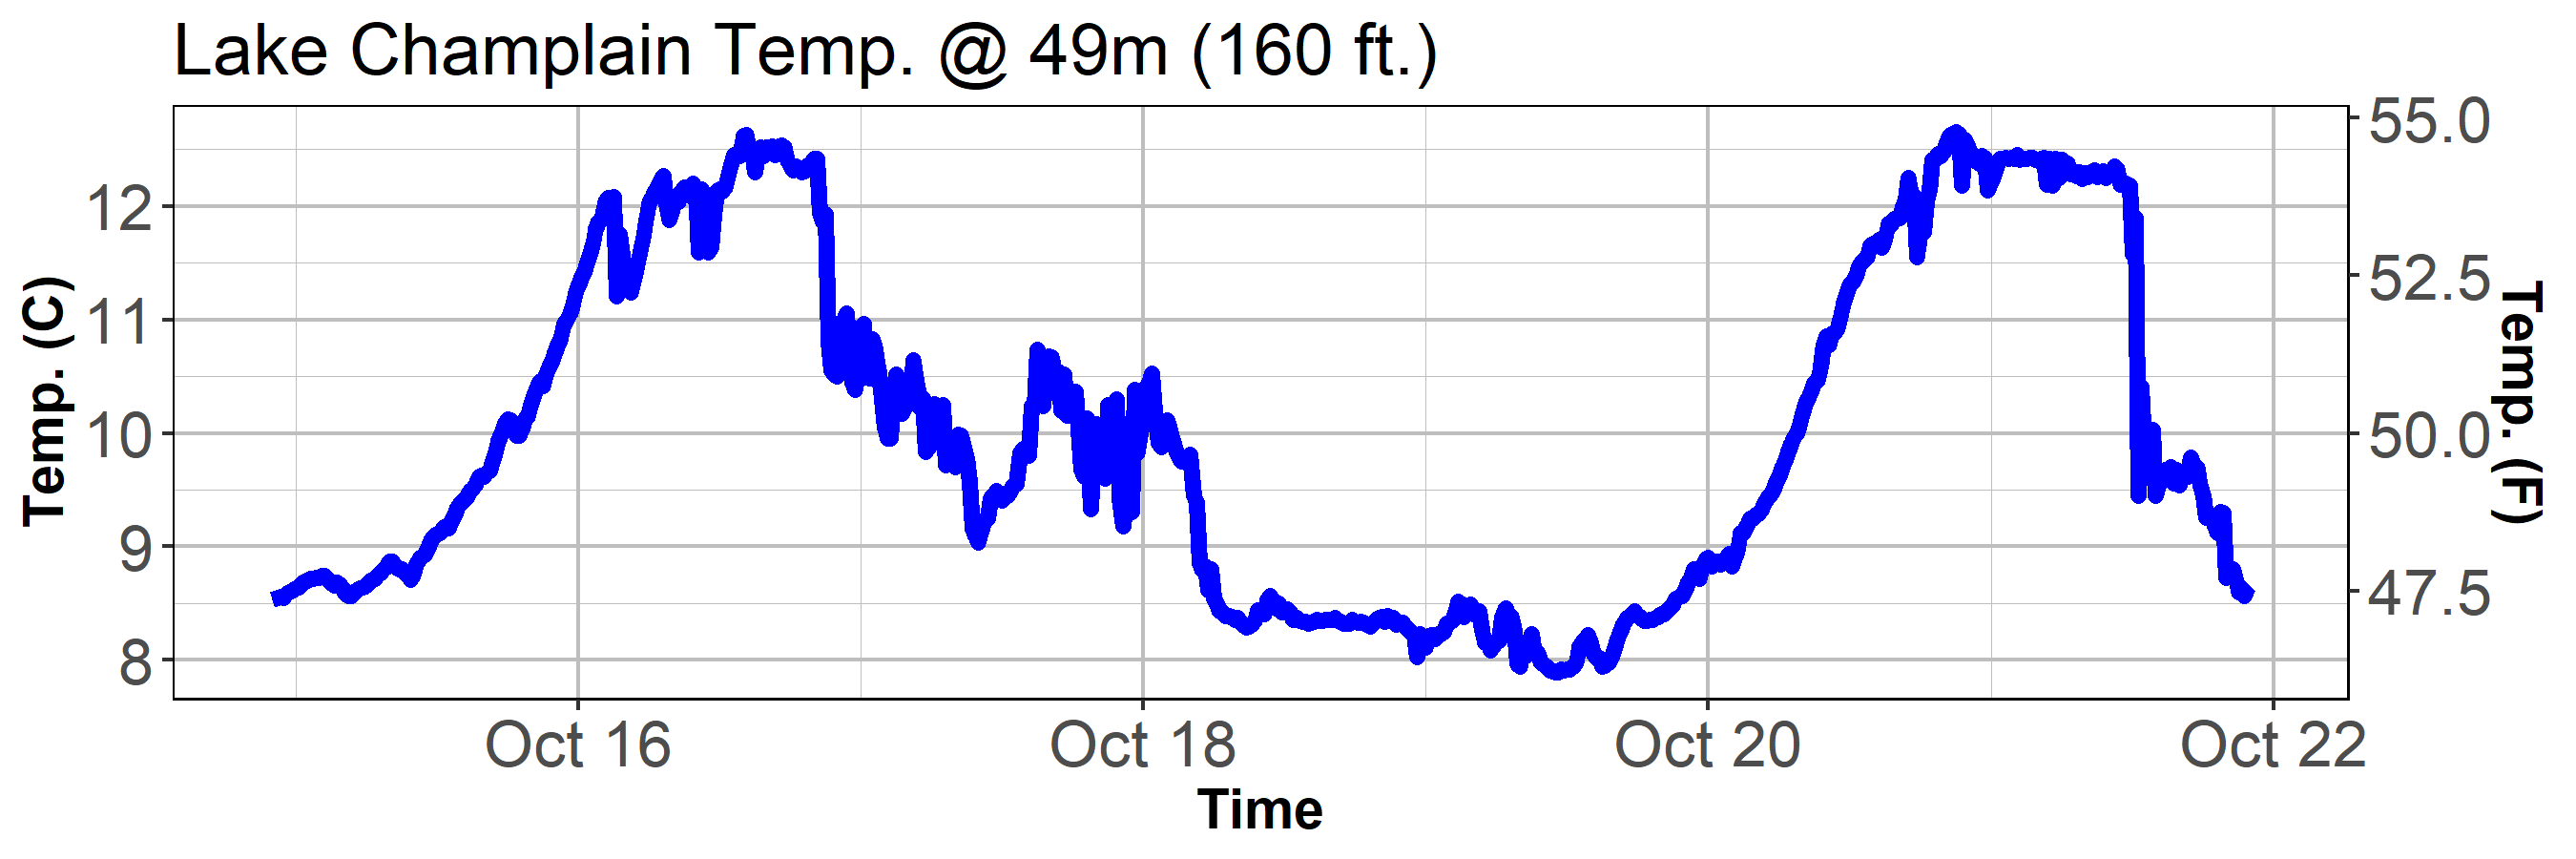 Lake Champlain Temp. @ 49m (160 ft.)
Temp. (C)
12
11
10
9
8
55.0
52.5
50.0
47.5
Temp. (F)
Oct 16
Oct 18
Oct 20
Oct 22
Time